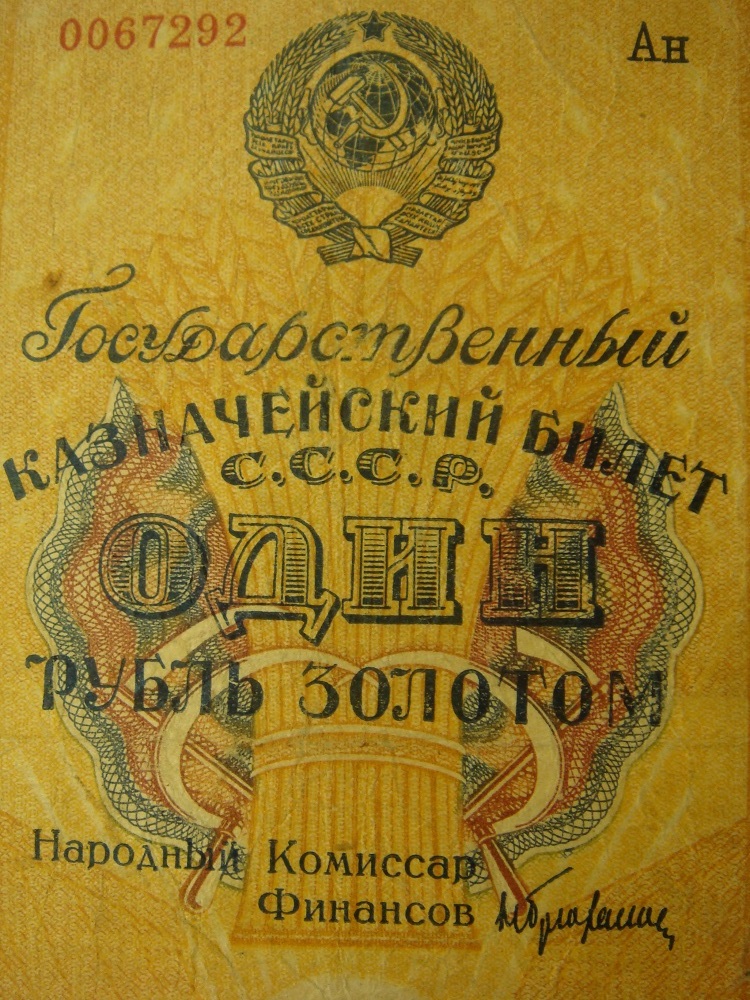 0067292
Ан
Государственный
КАЗНАЧЕЙСКИЙ БИЛЕТ
С.С.С.Р.
ОДИН
РУБЛЬ ЗОЛОТОМ
Народный Комиссар
Финансов